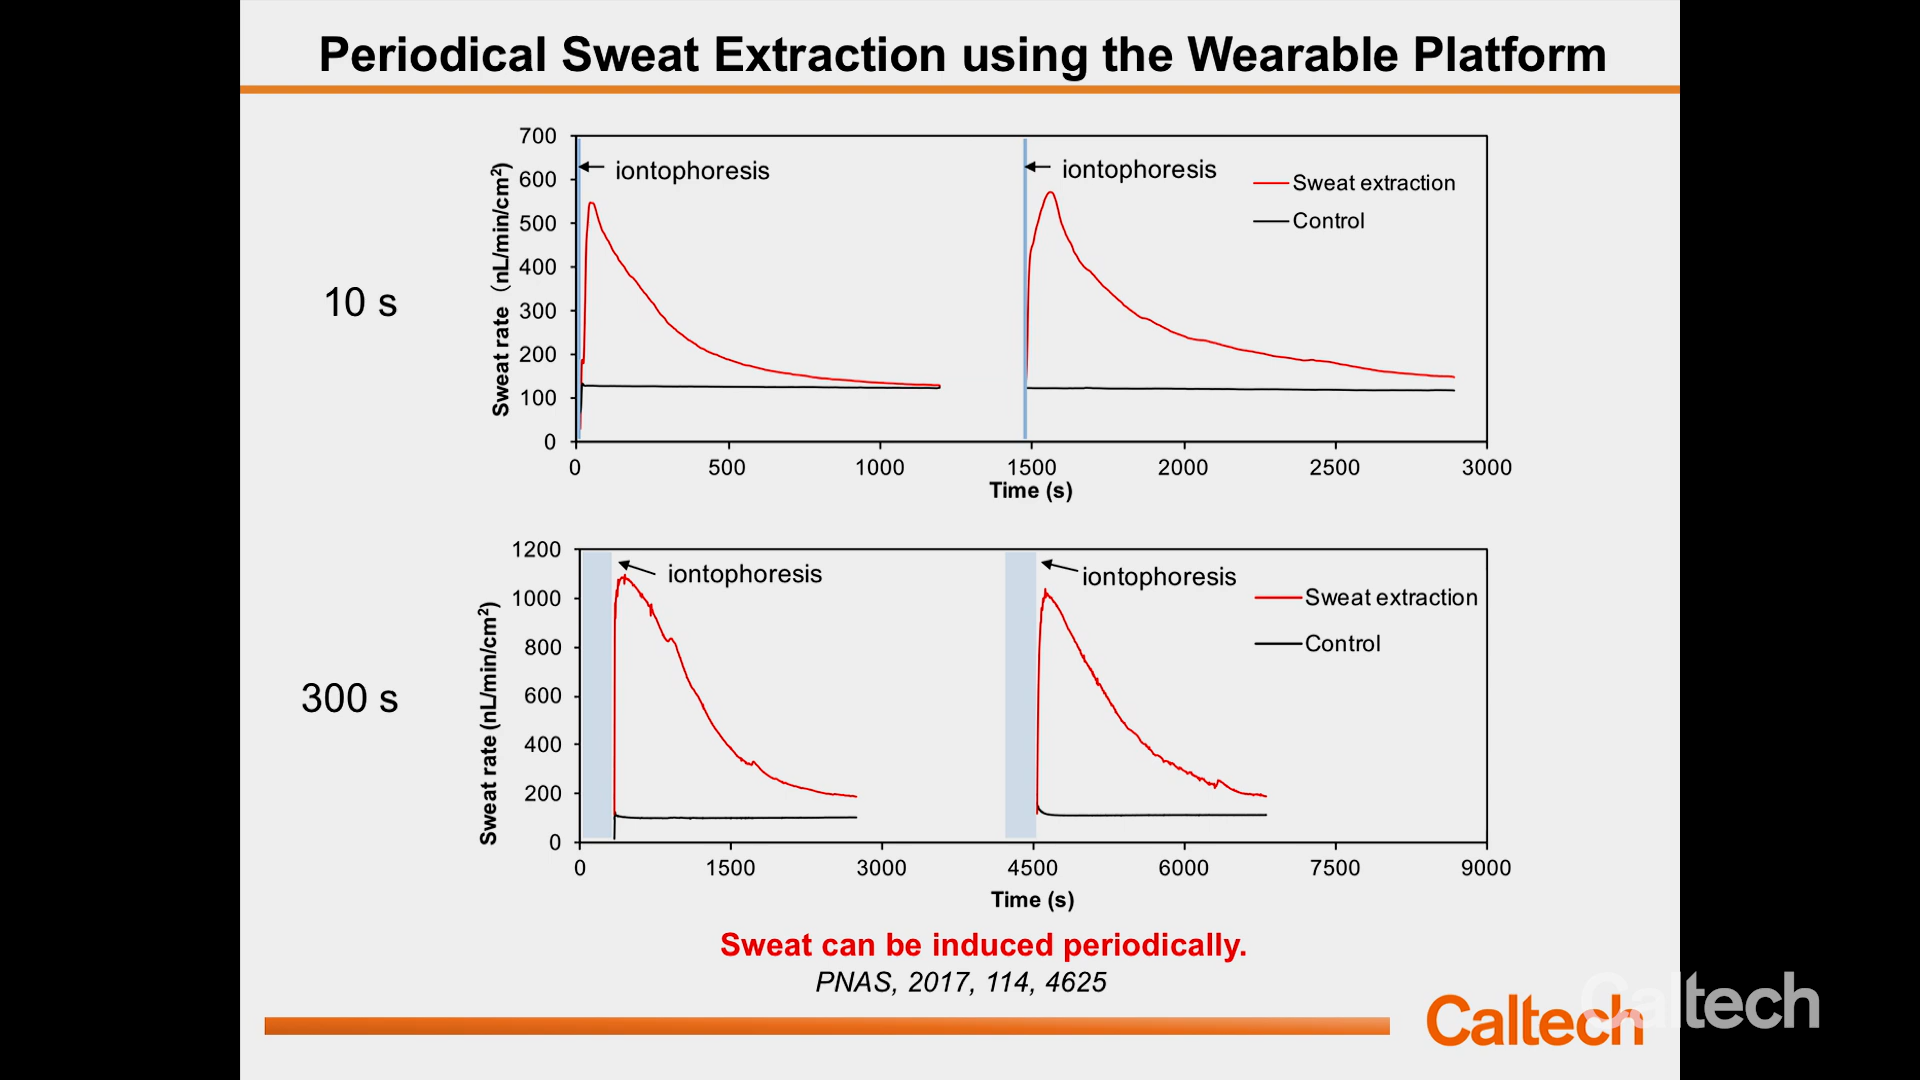 Periodical Sweat Extraction using the Wearable Platform
10 s
Sweat rate (nL/min/cm²)
700
600
500
400
300
200
100
0
iontophoresis
iontophoresis
Sweat extraction
Control
0 500 1000 1500 2000 2500 3000
Time (s)
300 s
Sweat rate (nL/min/cm²)
1200
1000
800
600
400
200
0
iontophoresis
iontophoresis
Sweat extraction
Control
0 1500 3000 4500 6000 7500 9000
Time (s)
Sweat can be induced periodically.
PNAS, 2017, 114, 4625
Caltech
Caltech